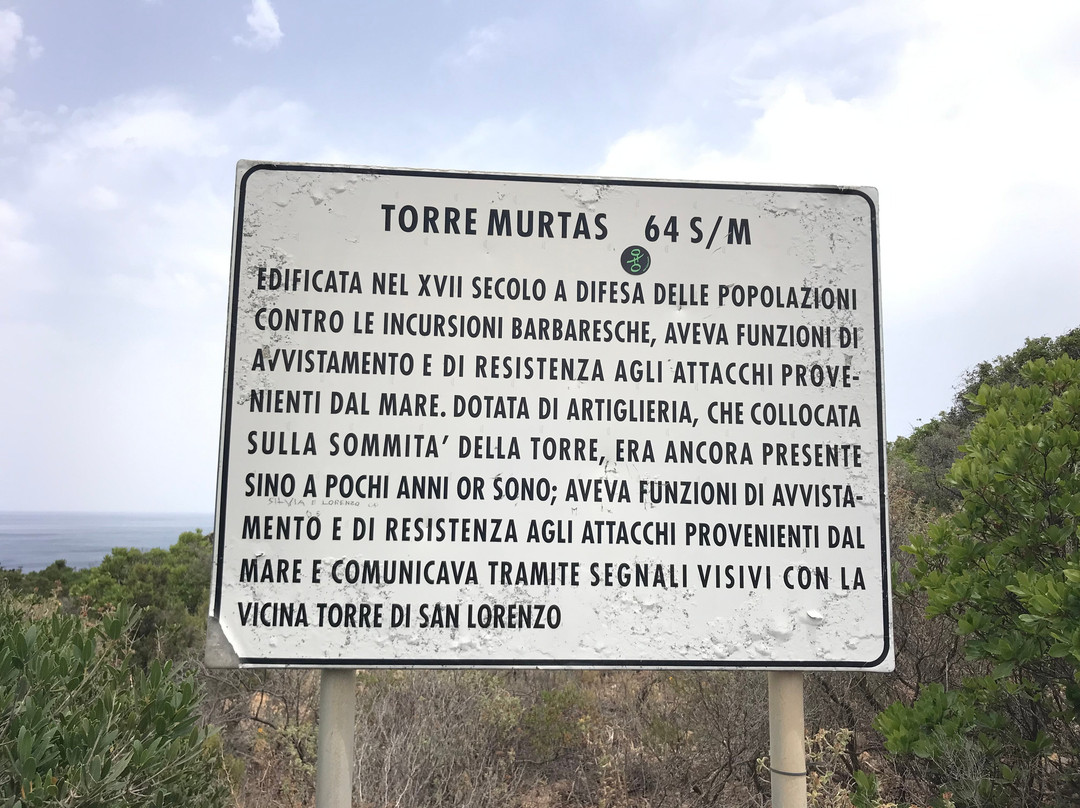 TORRE MURTAS 64 S/M
EDIFICATA NEL XVII SECOLO A DIFESA DELLE POPOLAZIONI
CONTRO LE INCURSIONI BARBARESCHE, AVEVA FUNZIONI DI
AVVISTAMENTO E DI RESISTENZA AGLI ATTACCHI PROVE-
NIENTI DAL MARE. DOTATA DI ARTIGLIERIA, CHE COLLOCATA
SULLA SOMMITA' DELLA TORRE, ERA ANCORA PRESENTE
SINO A POCHI ANNI OR SONO; AVEVA FUNZIONI DI AVVISTA-
SILVIA E LORENZO
MENTO E DI RESISTENZA AGLI ATTACCHI PROVENIENTI DAL
MARE E COMUNICAVA TRAMITE SEGNALI VISIVI CON LA
VICINA TORRE DI SAN LORENZO